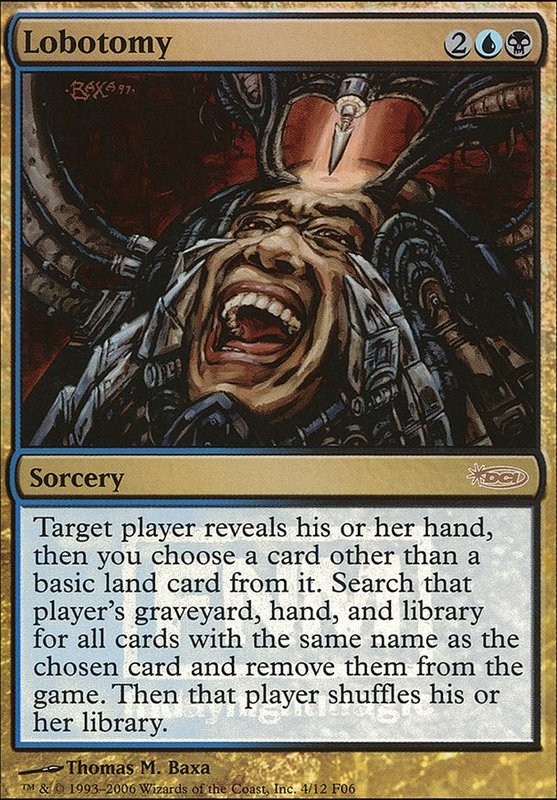 Lobotomy 2
BAXA 97.
Sorcery
DCI
Target player reveals his or her hand,
then you choose a card other than a
basic land card from it. Search that
player's graveyard, hand, and library
for all cards with the same name as the
chosen card and remove them from the
game. Then that player shuffles his or
her library.
Thomas M. Baxa
™ & © 1993–2006 Wizards of the Coast, Inc. 4/12 F06